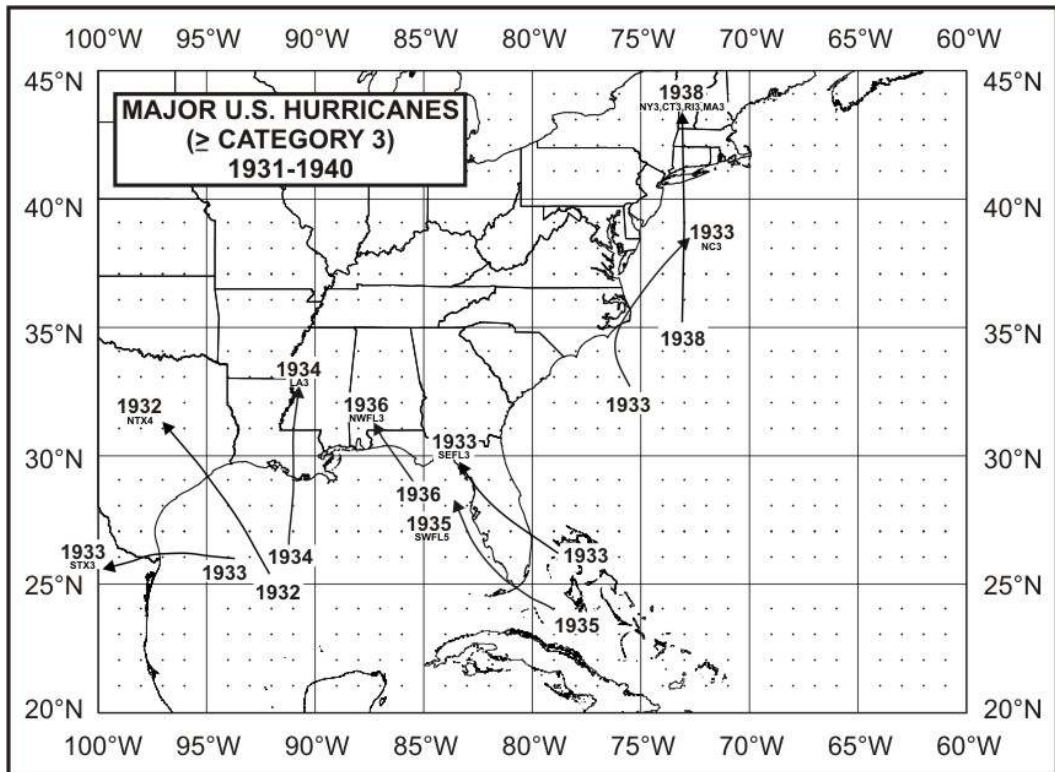 100°W 95°W 90°W 85°W 80°W 75°W 70°W 65°W 60°W
45°N 45°N
MAJOR U.S. HURRICANES
(≥ CATEGORY 3)
1931-1940
1938
NY3,CT3,RI3,MA3
40°N 40°N
1933
NC3
35°N 35°N
1938
1934
LA3
1932
NTX4
1936
NWFL3
1933
1933
SEFL3
30°N 30°N
1936
1935
SWFL5
1933
STX3
1934
1933
1933
1932
25°N 25°N
1935
20°N 20°N
100°W 95°W 90°W 85°W 80°W 75°W 70°W 65°W 60°W